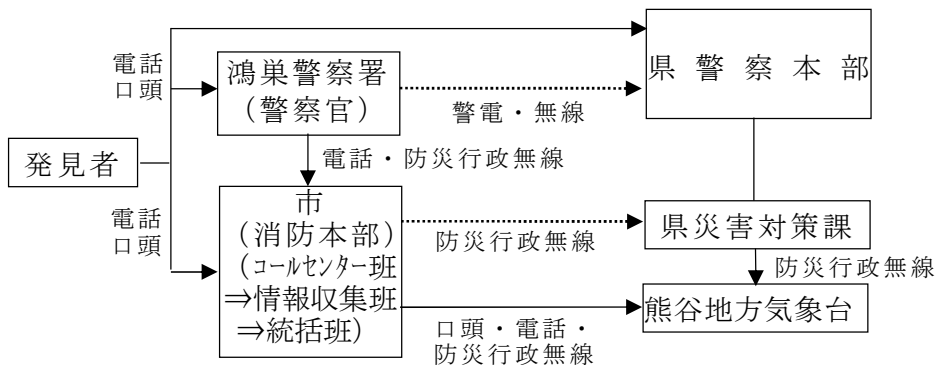 電話
口頭
鴻巣警察署
（警察官）
警電・無線
県警察本部
発見者
電話・防災行政無線
電話
口頭
市
（消防本部）
（コールセンター班
⇒情報収集班
⇒統括班）
防災行政無線
県災害対策課
防災行政無線
口頭・電話・
防災行政無線
熊谷地方気象台